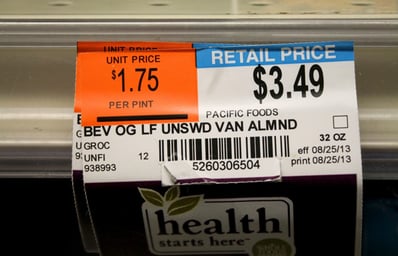 UNIT PRICE
UNIT PRICE
$1.75
PER PINT
RETAIL PRICE
$3.49
PACIFIC FOODS
BEV OG LF UNSWD VAN ALMND
GROC
UNFI
938993
12
5260306504
32 OZ
eff 08/25/13
print 08/25/13
health
starts here™